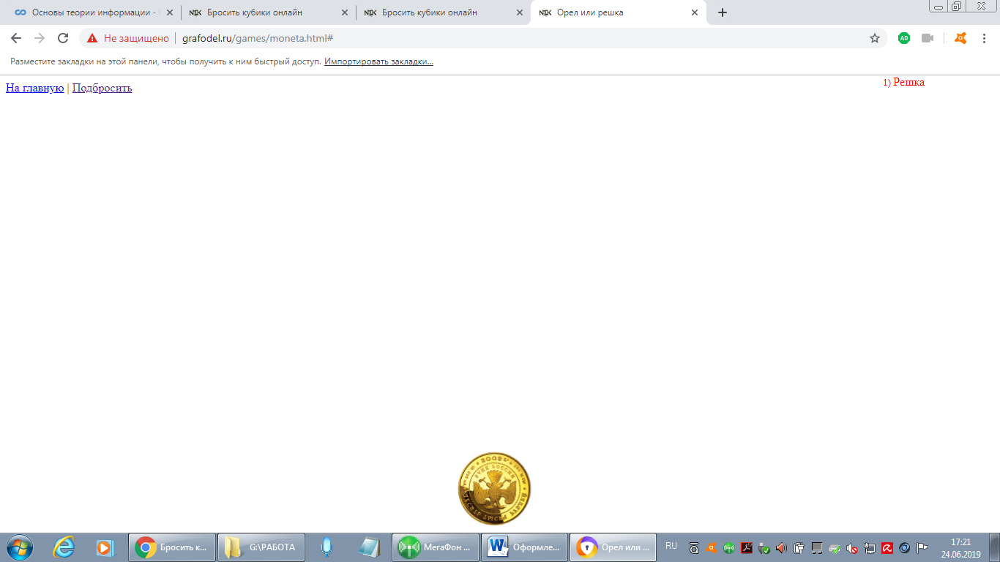 Основы теории информации -
Бросить кубики онлайн
Бросить кубики онлайн
Орел или решка
Не защищено grafodel.ru/games/moneta.html#
AD
Разместите закладки на этой панели, чтобы получить к ним быстрый доступ. Импортировать закладки...
На главную | Подбросить
1) Решка
Бросить к...
G:\РАБОТА
МегаФон ...
Оформле...
Орел или ...
RU
17:21
24.06.2019